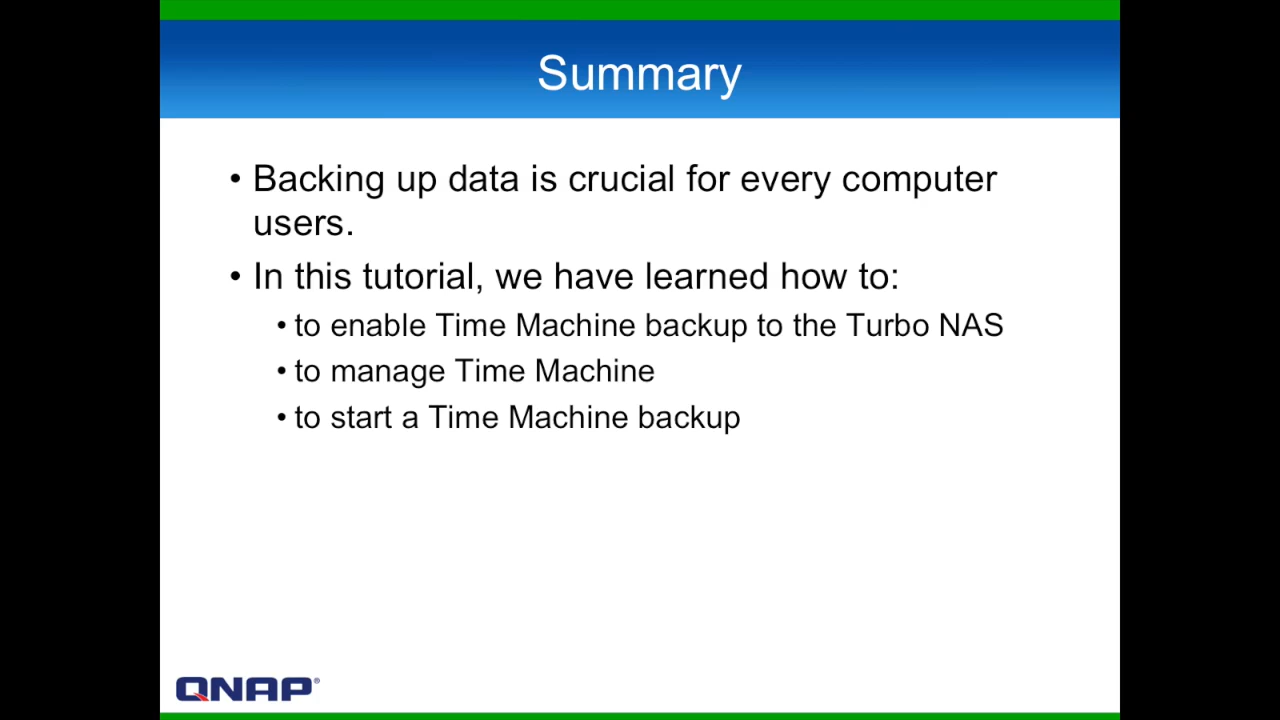 Summary
• Backing up data is crucial for every computer
users.
• In this tutorial, we have learned how to:
• to enable Time Machine backup to the Turbo NAS
• to manage Time Machine
• to start a Time Machine backup
QNAP®